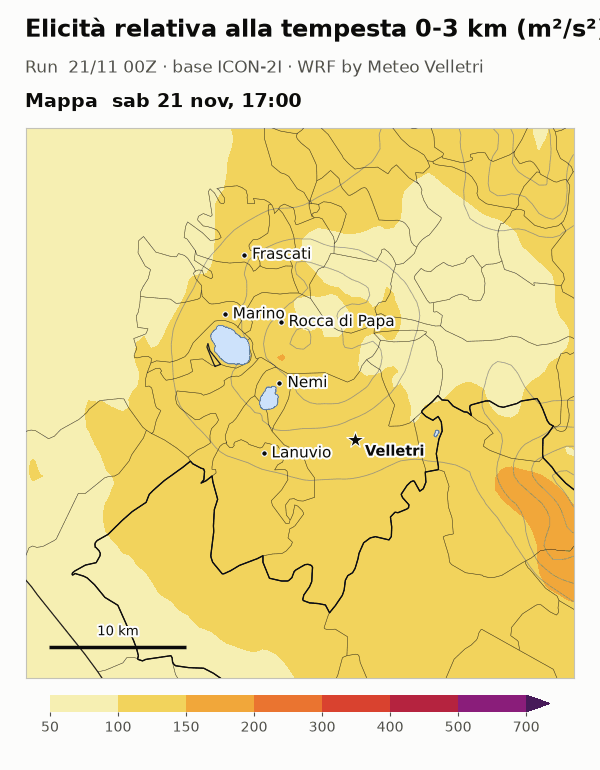 Elicità relativa alla tempesta 0-3 km (m²/s²)
Run 21/11 00Z · base ICON-2I · WRF by Meteo Velletri
Mappa sab 21 nov, 17:00
Frascati
Marino
Rocca di Papa
Nemi
Velletri
Lanuvio
10 km
50 100 150 200 300 400 500 700